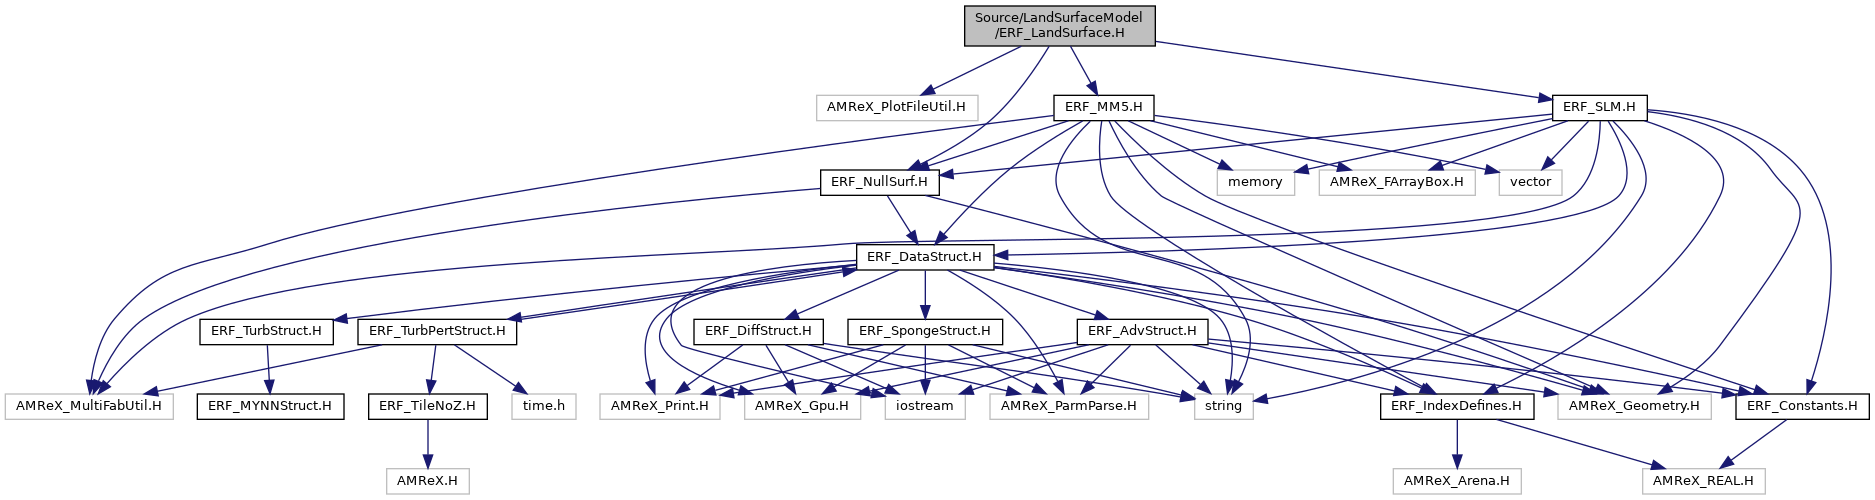 Source/LandSurfaceModel
/ERF_LandSurface.H
AMReX_PlotFileUtil.H
ERF_MM5.H
ERF_SLM.H
ERF_NullSurf.H
memory
AMReX_FArrayBox.H
vector
ERF_DataStruct.H
ERF_TurbStruct.H
ERF_TurbPertStruct.H
ERF_DiffStruct.H
ERF_SpongeStruct.H
ERF_AdvStruct.H
AMReX_MultiFabUtil.H
ERF_MYNNStruct.H
ERF_TileNoZ.H
time.h
AMReX_Print.H
AMReX_Gpu.H
iostream
AMReX_ParmParse.H
string
ERF_IndexDefines.H
AMReX_Geometry.H
ERF_Constants.H
AMReX.H
AMReX_Arena.H
AMReX_REAL.H